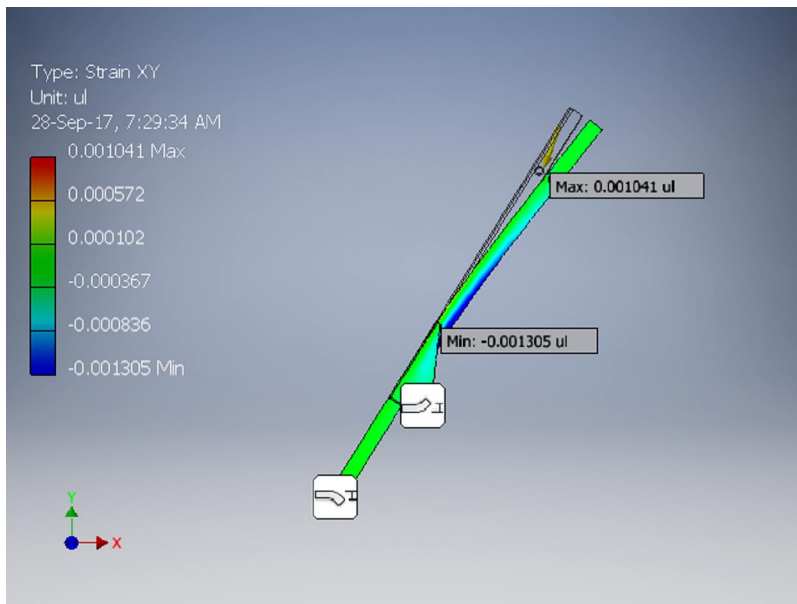 Type: Strain XY
Unit: ul
28-Sep-17, 7:29:34 AM
0.001041 Max
0.000572
0.000102
-0.000367
-0.000836
-0.001305 Min
Max: 0.001041 ul
Min: -0.001305 ul
Y
X